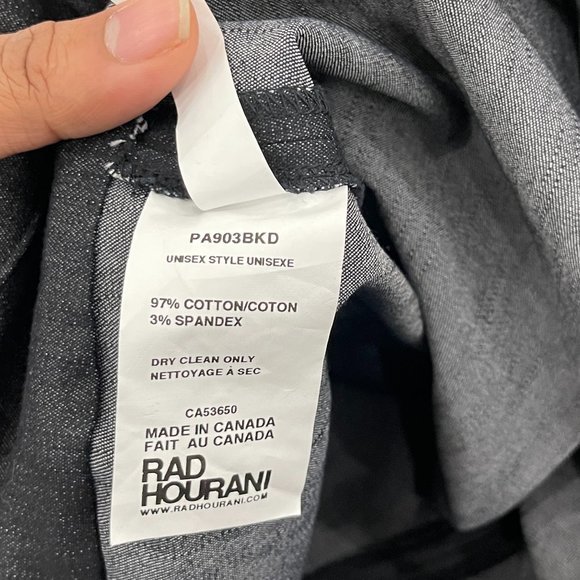 PA903BKD
UNISEX STYLE UNISEXE
97% COTTON/COTON
3% SPANDEX
DRY CLEAN ONLY
NETTOYAGE À SEC
CA53650
MADE IN CANADA
FAIT AU CANADA
RAD
HOURANI
WWW.RADHOURANI.COM